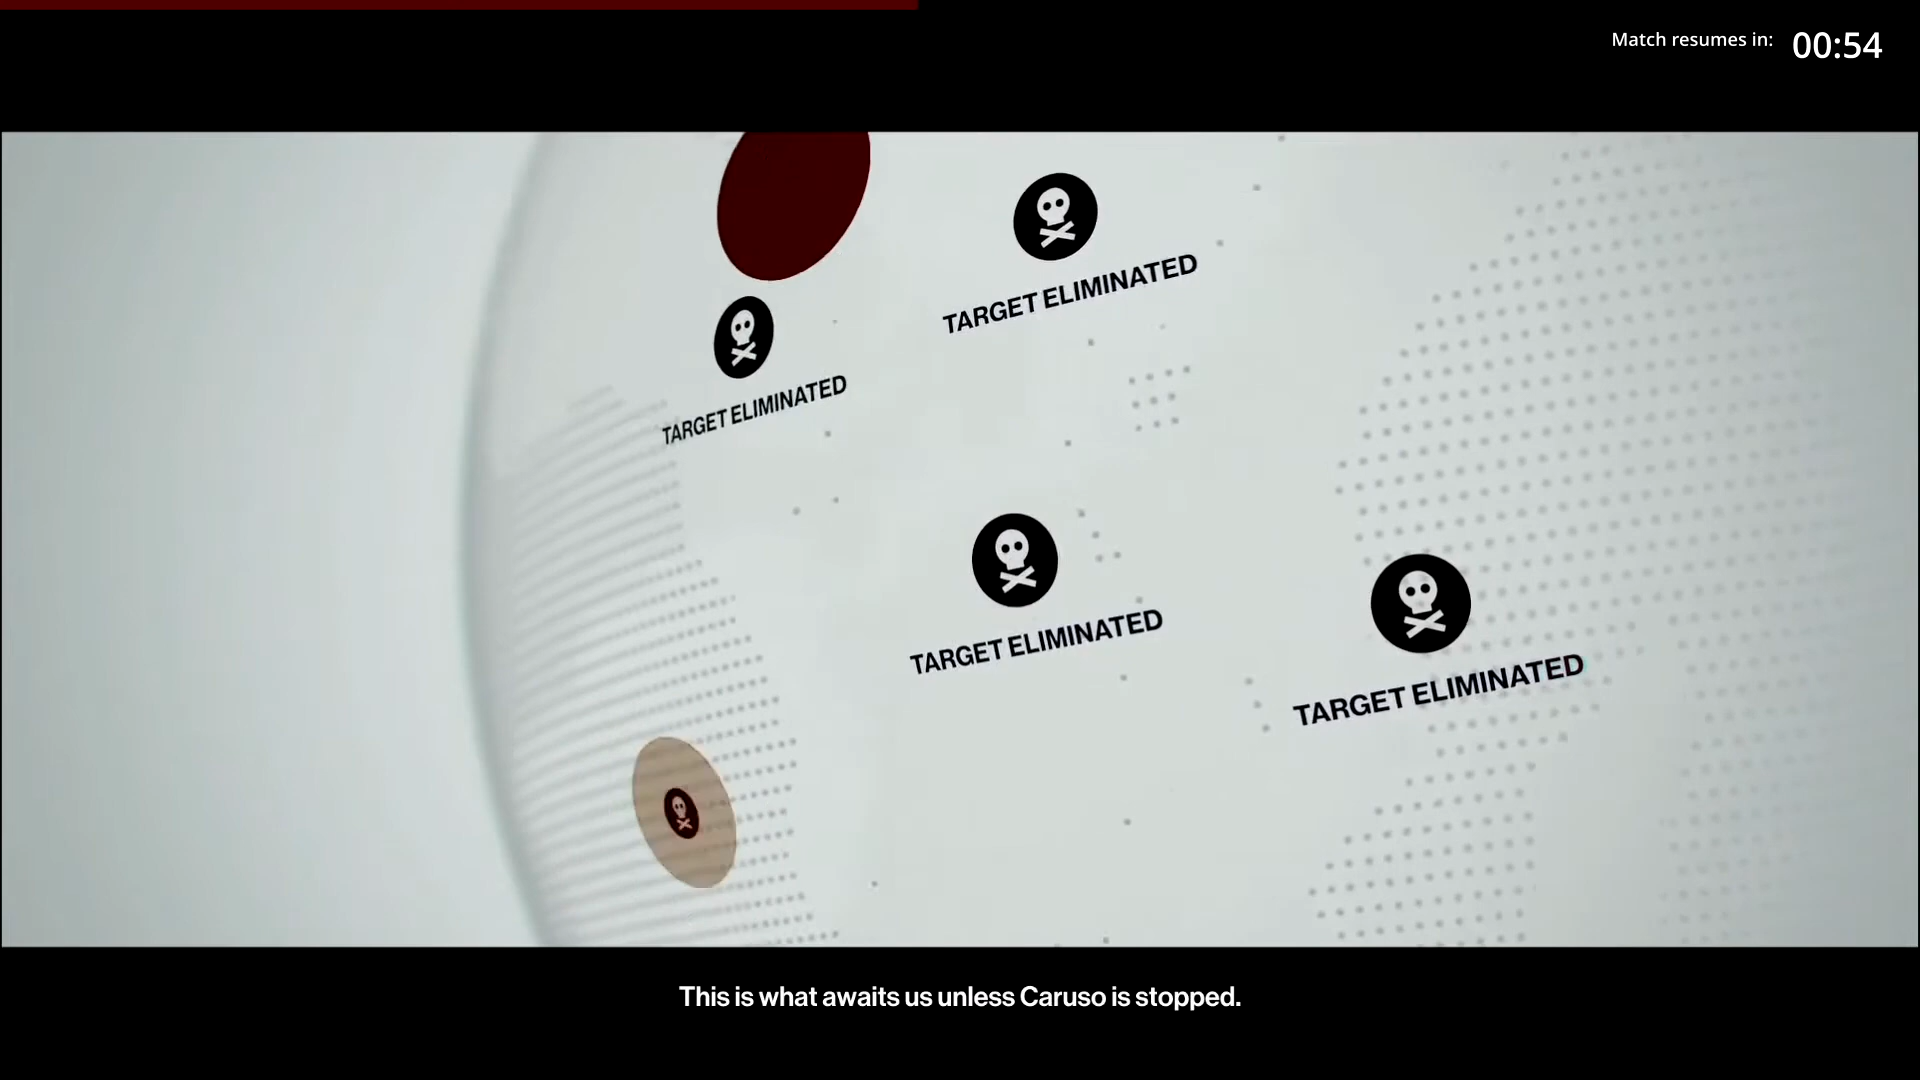 Match resumes in: 00:54
TARGET ELIMINATED
TARGET ELIMINATED
TARGET ELIMINATED
TARGET ELIMINATED
This is what awaits us unless Caruso is stopped.